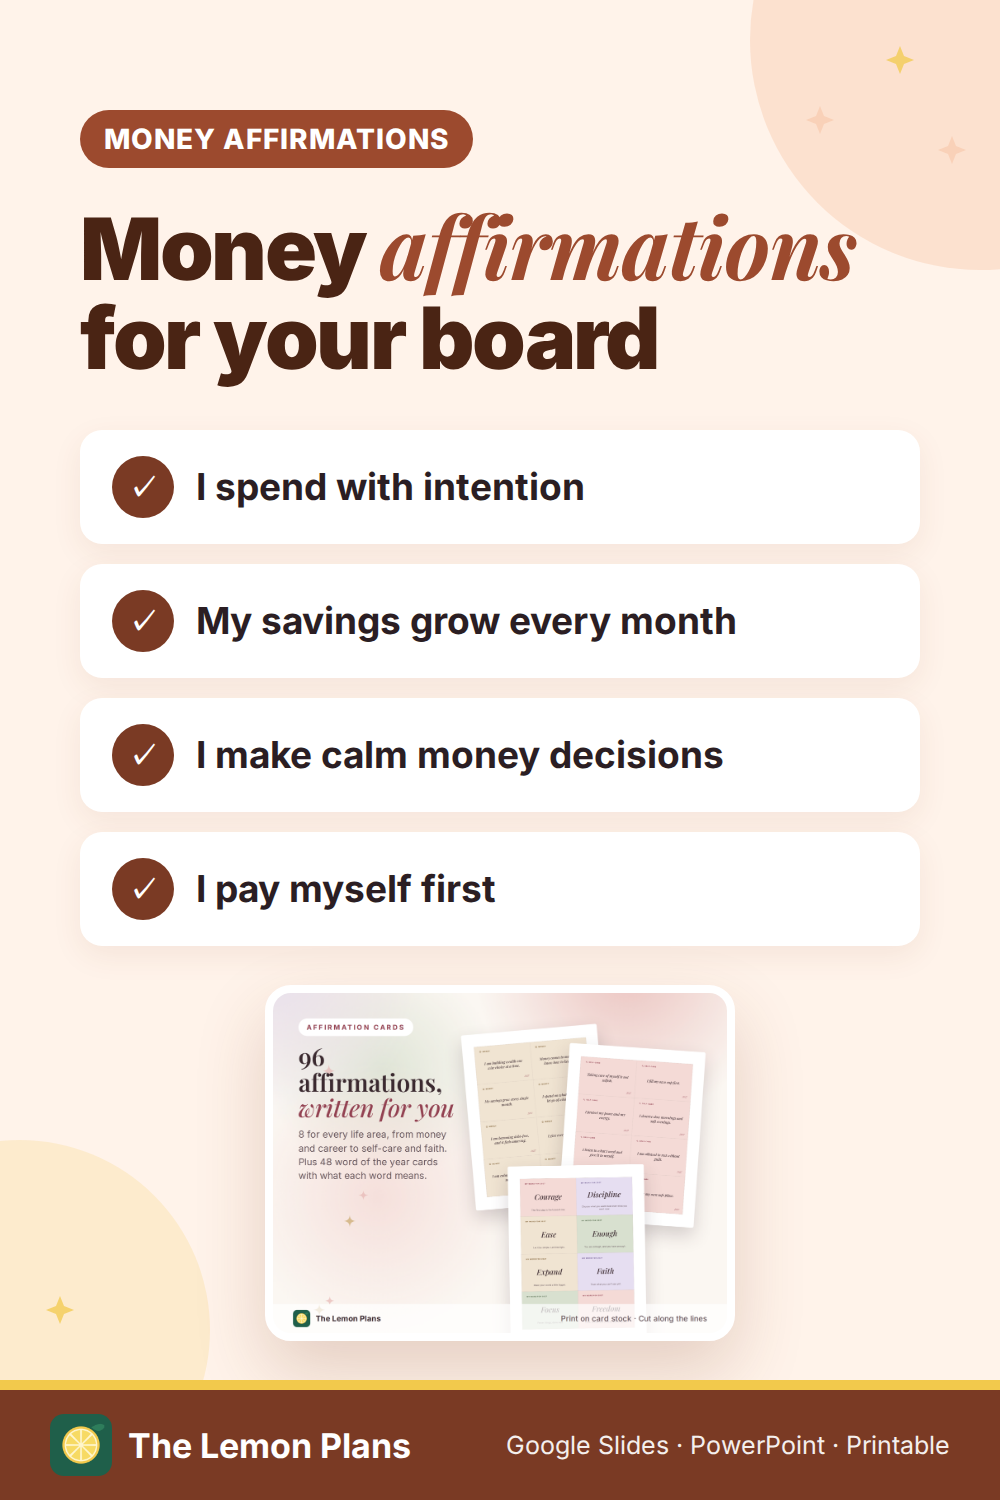 MONEY AFFIRMATIONS
Money affirmations
for your board
✓ I spend with intention
✓ My savings grow every month
✓ I make calm money decisions
✓ I pay myself first
AFFIRMATION CARDS
96
affirmations,
written for you
8 for every life area, from money
and career to self-care and faith.
Plus 48 word of the year cards
with what each word means.
Courage
Discipline
Ease
Enough
Expand
Faith
Focus
Freedom
The Lemon Plans
Print on card stock · Cut along the lines
The Lemon Plans
Google Slides · PowerPoint · Printable